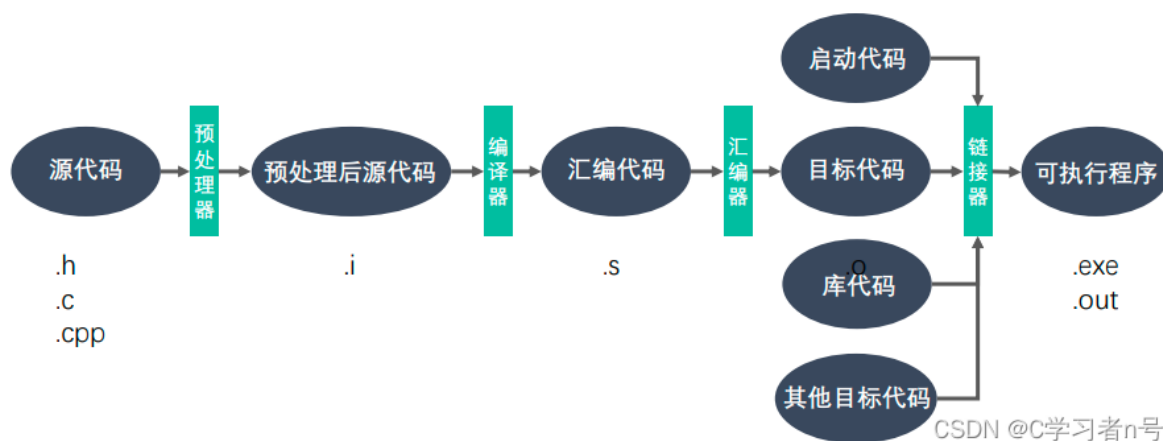 启动代码
源代码
预处理器
预处理后源代码
编译器
汇编代码
汇编器
目标代码
链接器
可执行程序
.h
.c
.cpp
.i
.s
.o
库代码
.exe
.out
其他目标代码
CSDN @C学习者n号